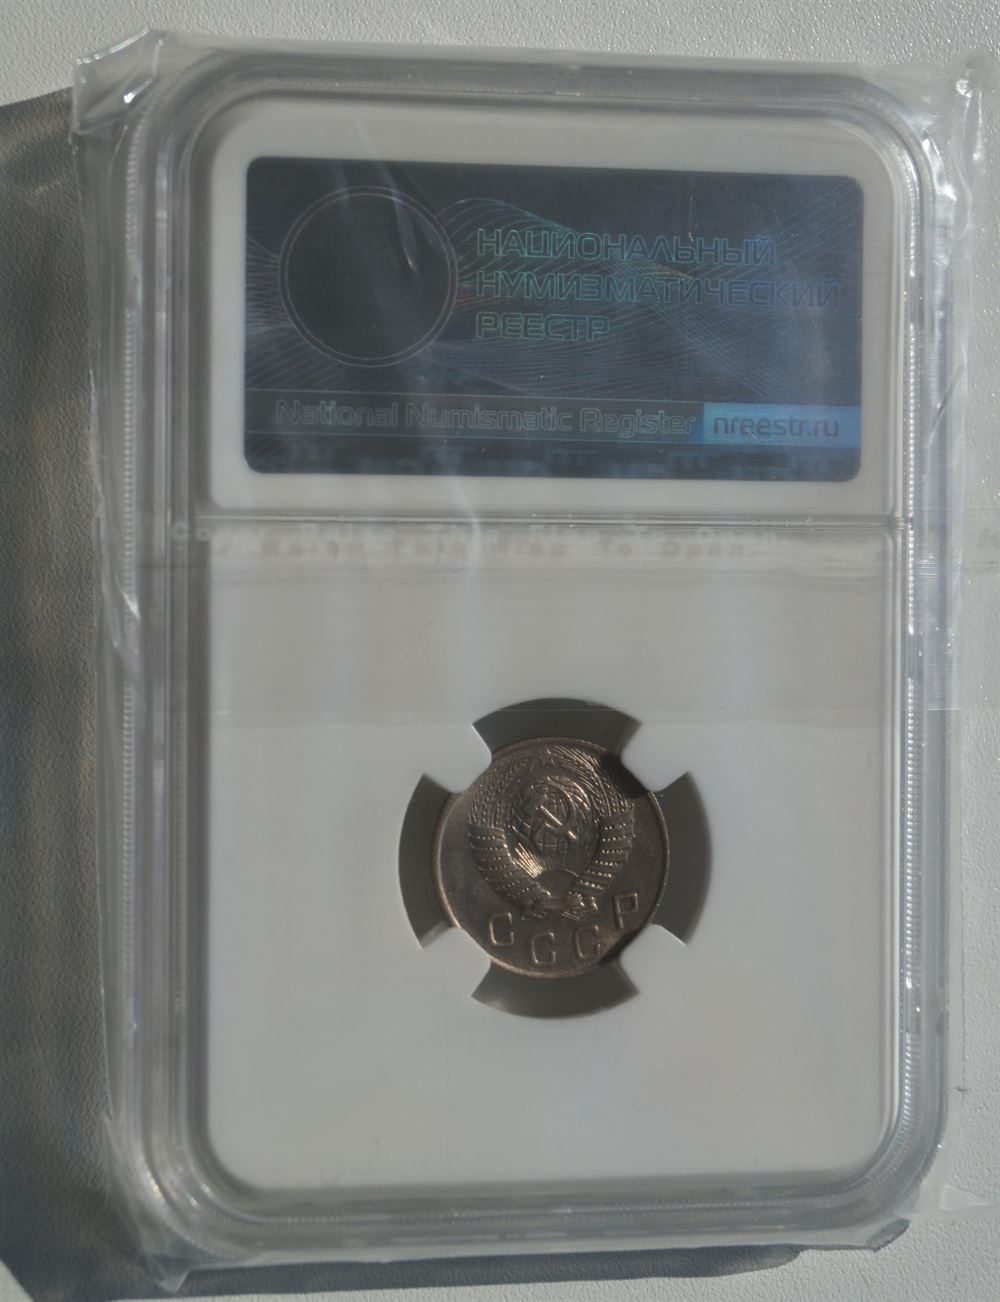 НАЦИОНАЛЬНЫЙ
НУМИЗМАТИЧЕСКИЙ
РЕЕСТР
National Numismatic Register nreestr.ru
СССР